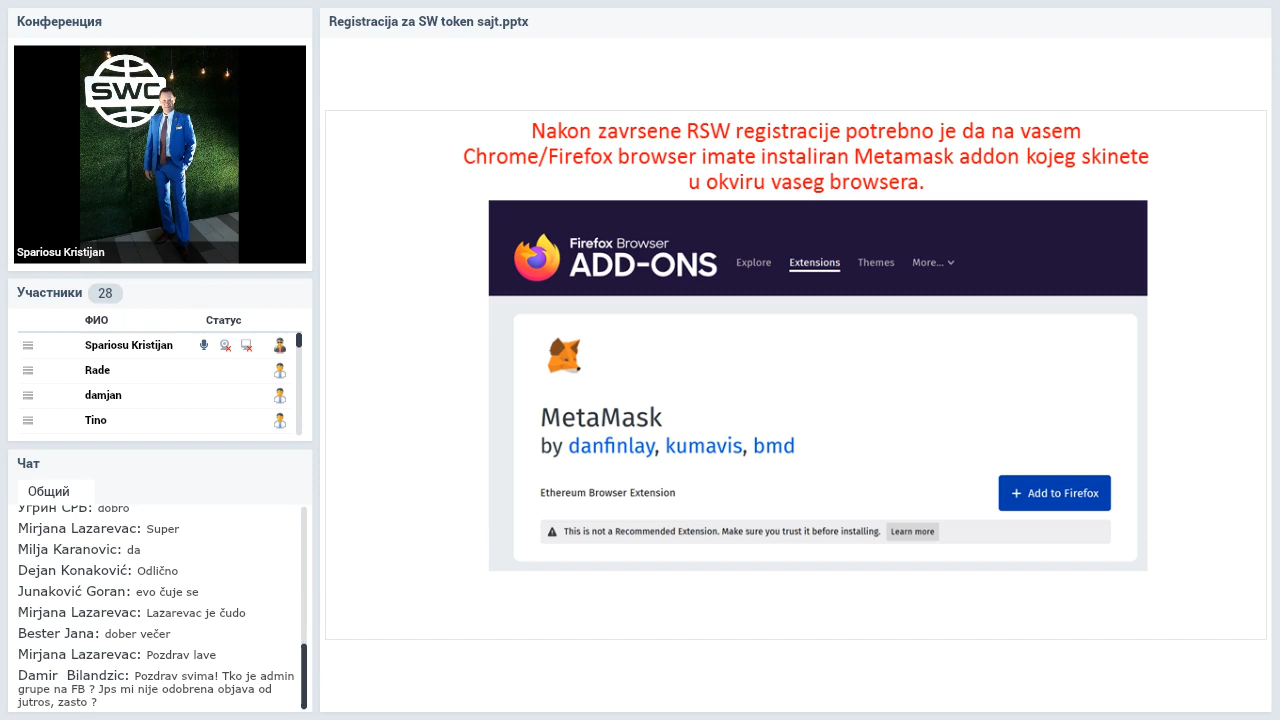 Конференция
SWC
Spariosu Kristijan
Участники 28
ФИО Статус
Spariosu Kristijan
Rade
damjan
Tino
Чат
Общий
Угрин СРБ: dobro
Mirjana Lazarevac: Super
Milja Karanovic: da
Dejan Konaković: Odlično
Junaković Goran: evo čuje se
Mirjana Lazarevac: Lazarevac je čudo
Bester Jana: dober večer
Mirjana Lazarevac: Pozdrav lave
Damir Bilandzic: Pozdrav svima! Tko je admin
grupe na FB ? Jps mi nije odobrena objava od
jutros, zasto ?
Registracija za SW token sajt.pptx
Nakon zavrsene RSW registracije potrebno je da na vasem
Chrome/Firefox browser imate instaliran Metamask addon kojeg skinete
u okviru vaseg browsera.
Firefox Browser
ADD-ONS Explore Extensions Themes More...
MetaMask
by danfinlay, kumavis, bmd
Ethereum Browser Extension
+ Add to Firefox
This is not a Recommended Extension. Make sure you trust it before installing. Learn more